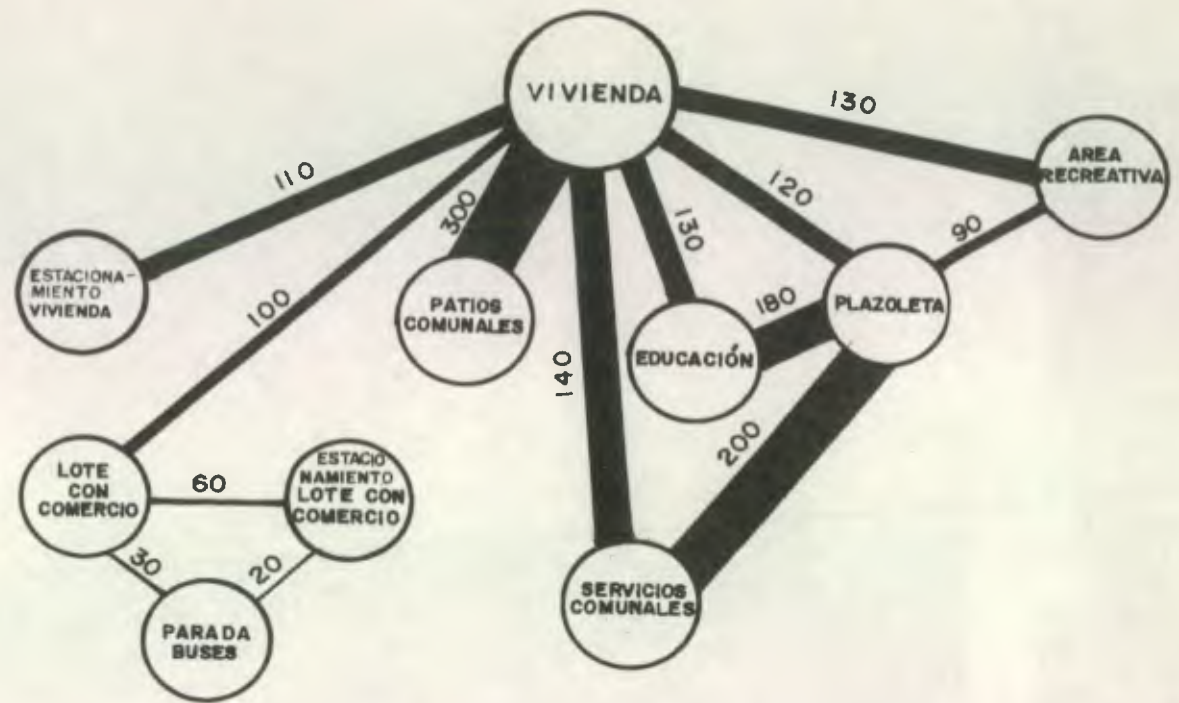 VIVIENDA
130
AREA
RECREATIVA
110
300
120
130
90
ESTACIONA-
MIENTO
VIVIENDA
100
PATIOS
COMUNALES
180
PLAZOLETA
EDUCACIÓN
140
200
LOTE
CON
COMERCIO
60
ESTACIO
NAMIENTO
LOTE CON
COMERCIO
30
20
PARADA
BUSES
SERVICIOS
COMUNALES